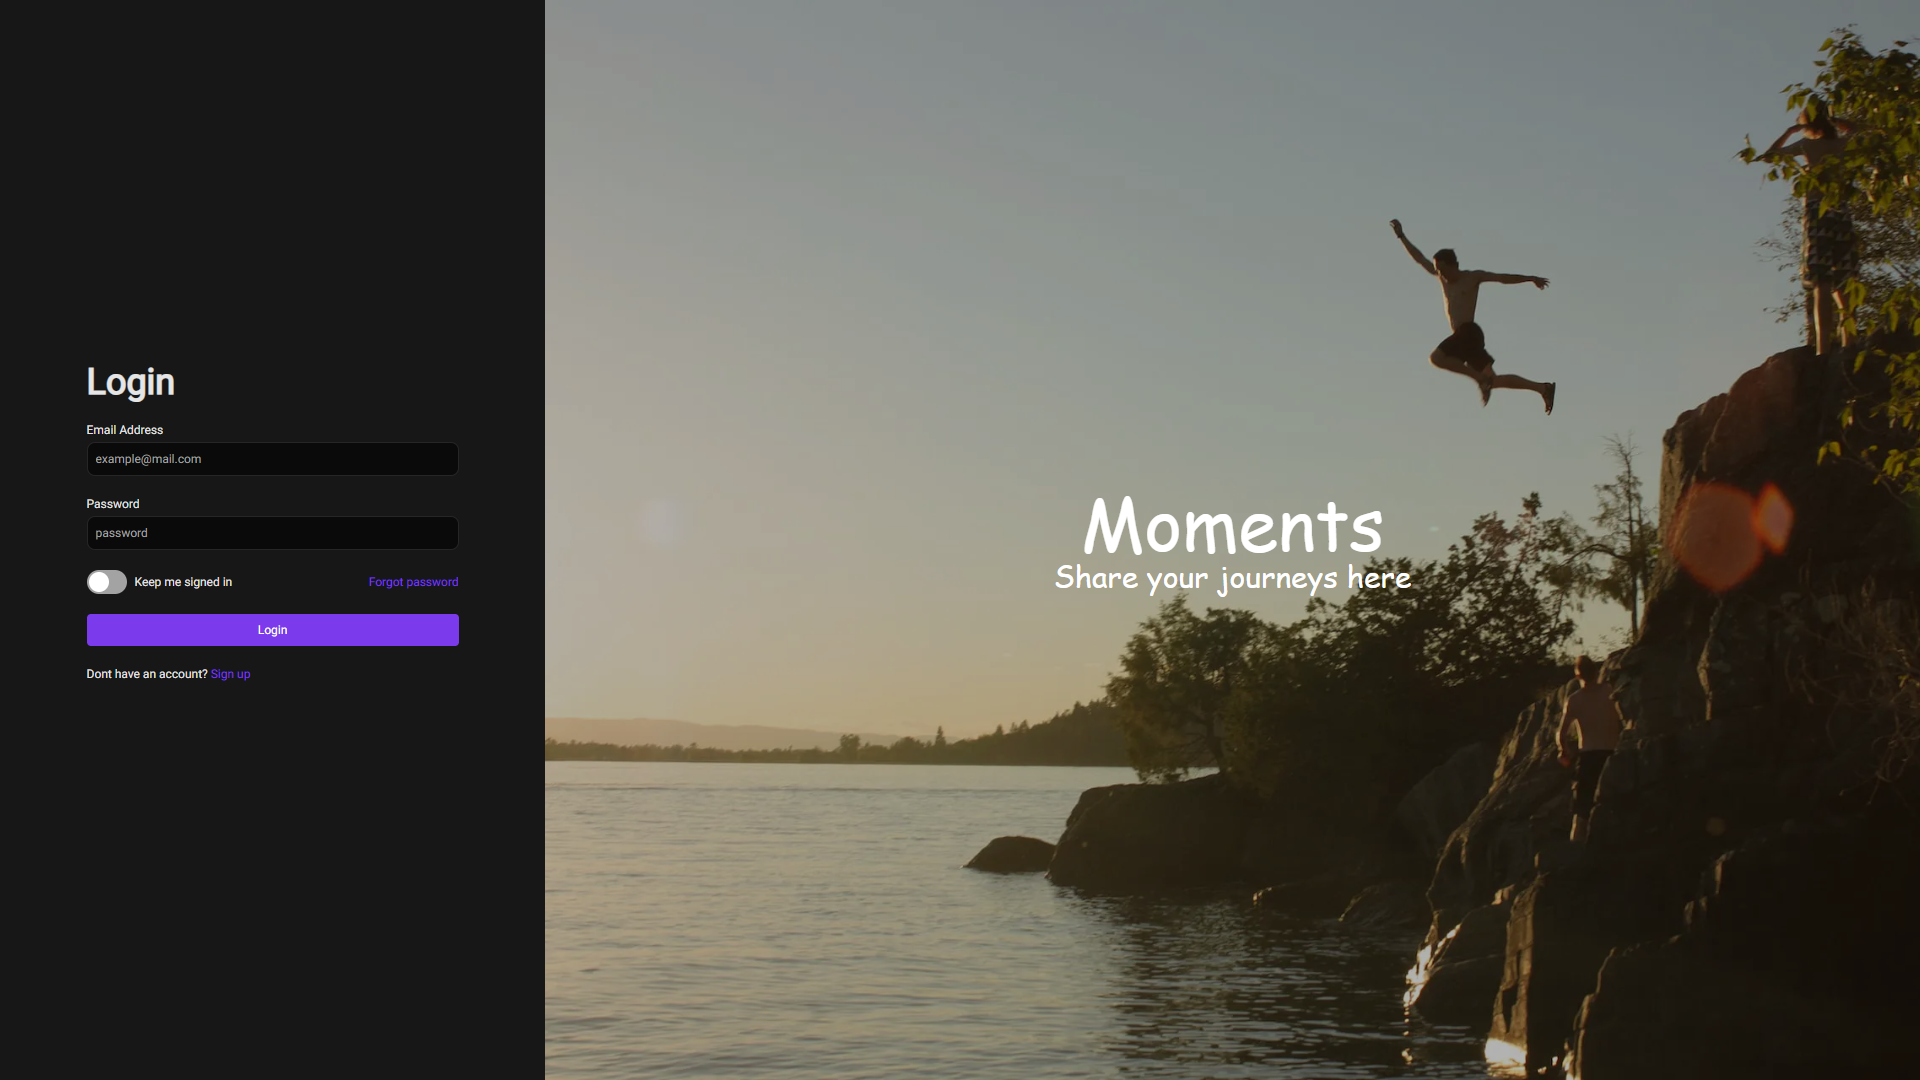 Login
Email Address
example@mail.com
Password
password
Keep me signed in
Forgot password
Login
Dont have an account? Sign up
Moments
Share your journeys here